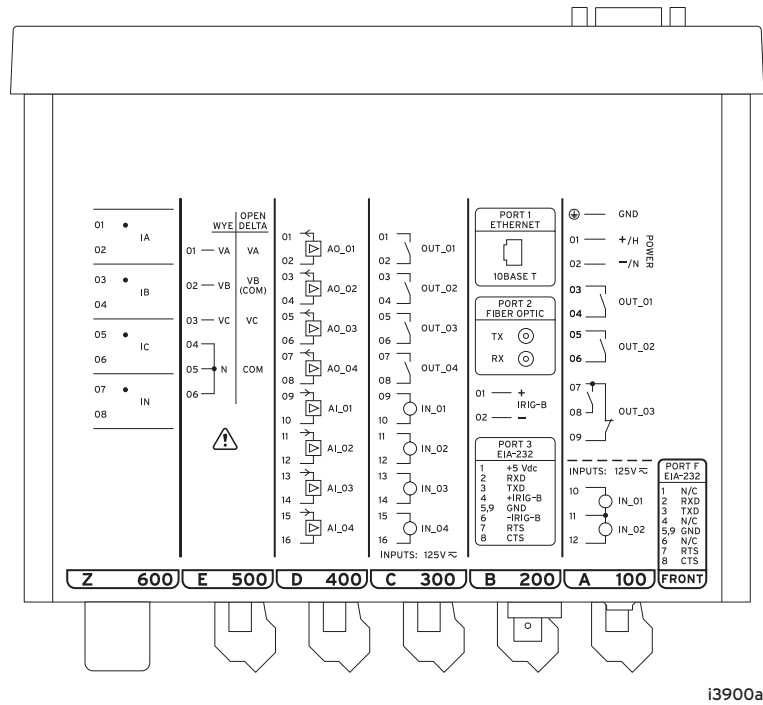 01 IA
02
03 IB
04
05 IC
06
07 IN
08
Z 600
WYE OPEN DELTA
01 VA VA
02 VB VB (COM)
03 VC VC
04
05 N COM
06
E 500
01 AO_01
02
03 AO_02
04
05 AO_03
06
07 AO_04
08
09 AI_01
10
11 AI_02
12
13 AI_03
14
15 AI_04
16
D 400
01 OUT_01
02
03 OUT_02
04
05 OUT_03
06
07 OUT_04
08
09 IN_01
10
11 IN_02
12
13 IN_03
14
15 IN_04
16
INPUTS: 125V
C 300
PORT 1
ETHERNET
10BASE T
PORT 2
FIBER OPTIC
TX
RX
01 +
IRIG-B
02 −
PORT 3
EIA-232
1 +5 Vdc
2 RXD
3 TXD
4 +IRIG-B
5,9 GND
6 -IRIG-B
7 RTS
8 CTS
B 200
GND
01 +/H
POWER
02 −/N
03 OUT_01
04
05 OUT_02
06
07
08 OUT_03
09
INPUTS: 125V
10 IN_01
11
12 IN_02
A 100
PORT F
EIA-232
1 N/C
2 RXD
3 TXD
4 N/C
5,9 GND
6 N/C
7 RTS
8 CTS
FRONT
i3900a